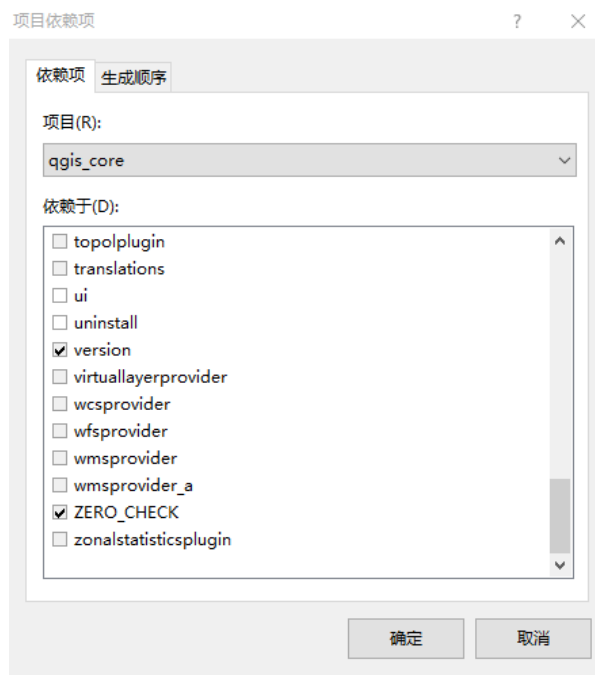 项目依赖项
依赖项 生成顺序
项目(R):
qgis_core
依赖于(D):
topolplugin
translations
ui
uninstall
version
virtuallayerprovider
wcsprovider
wfsprovider
wmsprovider
wmsprovider_a
ZERO_CHECK
zonalstatisticsplugin
确定 取消